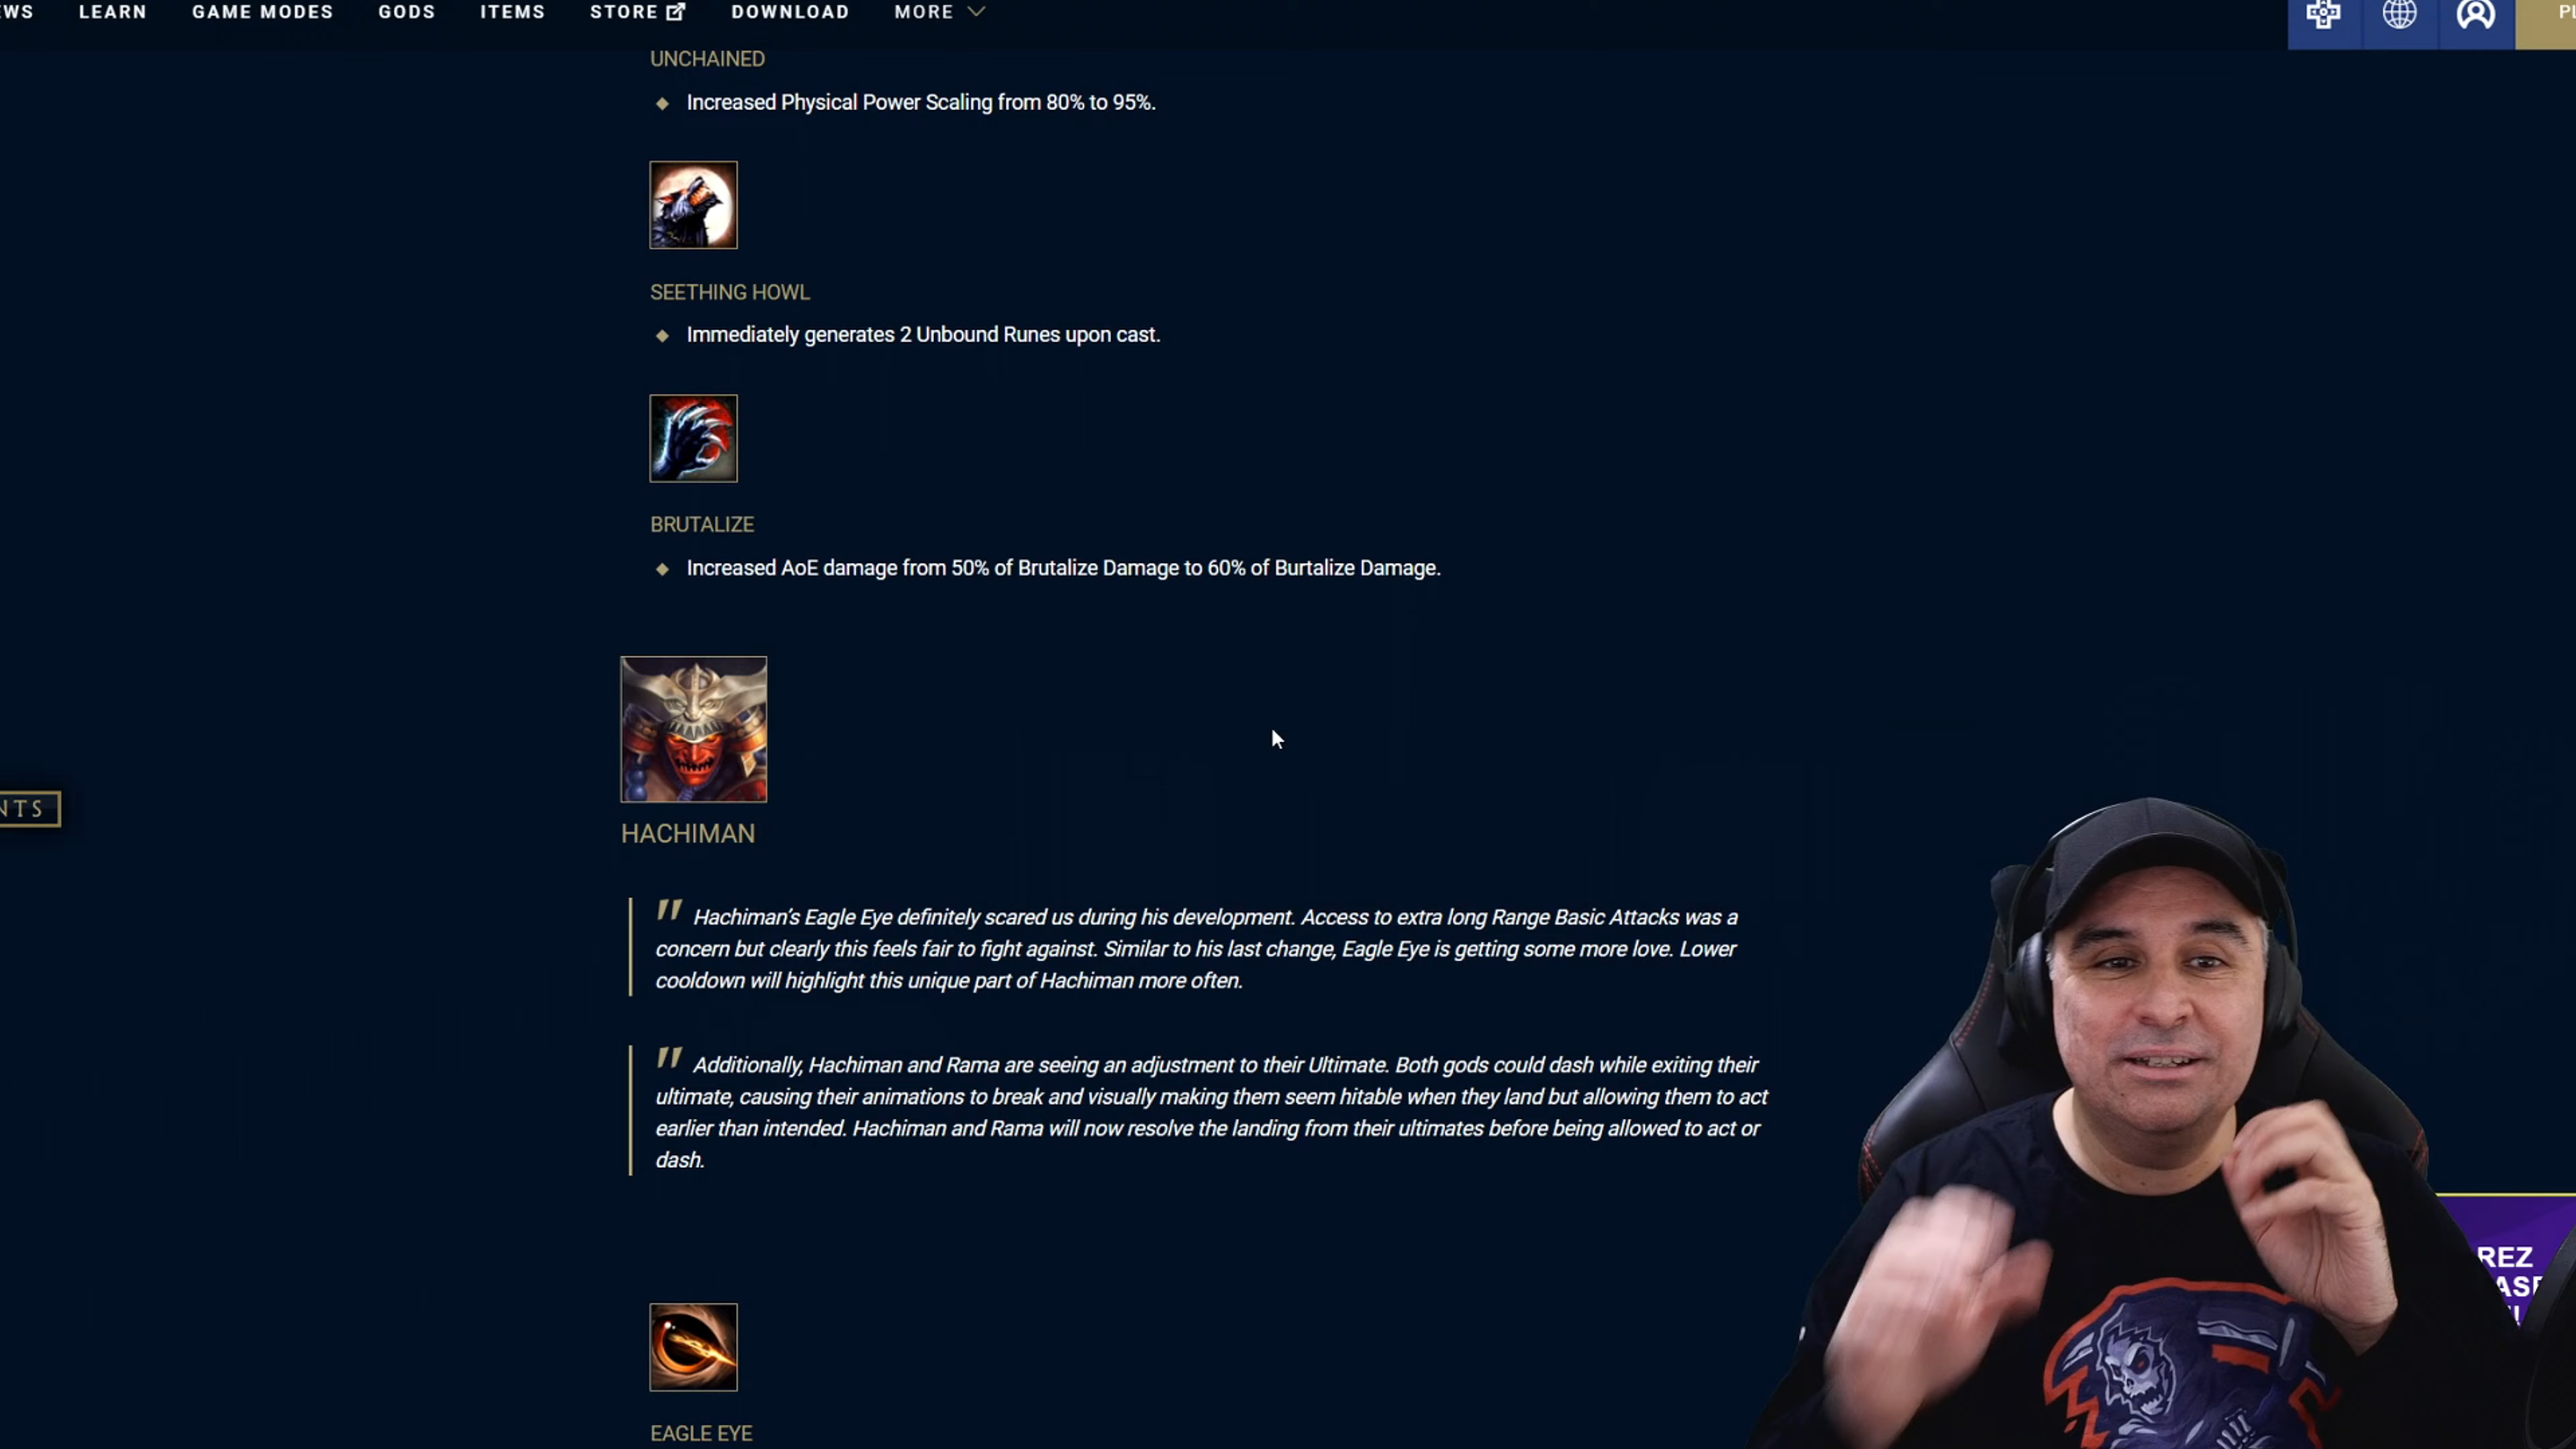 LEARN GAME MODES GODS ITEMS STORE DOWNLOAD MORE
UNCHAINED
Increased Physical Power Scaling from 80% to 95%.
SEETHING HOWL
Immediately generates 2 Unbound Runes upon cast.
BRUTALIZE
Increased AoE damage from 50% of Brutalize Damage to 60% of Burtalize Damage.
NTS
HACHIMAN
" Hachiman's Eagle Eye definitely scared us during his development. Access to extra long Range Basic Attacks was a
concern but clearly this feels fair to fight against. Similar to his last change, Eagle Eye is getting some more love. Lower
cooldown will highlight this unique part of Hachiman more often.
" Additionally, Hachiman and Rama are seeing an adjustment to their Ultimate. Both gods could dash while exiting their
ultimate, causing their animations to break and visually making them seem hitable when they land but allowing them to act
earlier than intended. Hachiman and Rama will now resolve the landing from their ultimates before being allowed to act or
dash.
REZ
EAGLE EYE